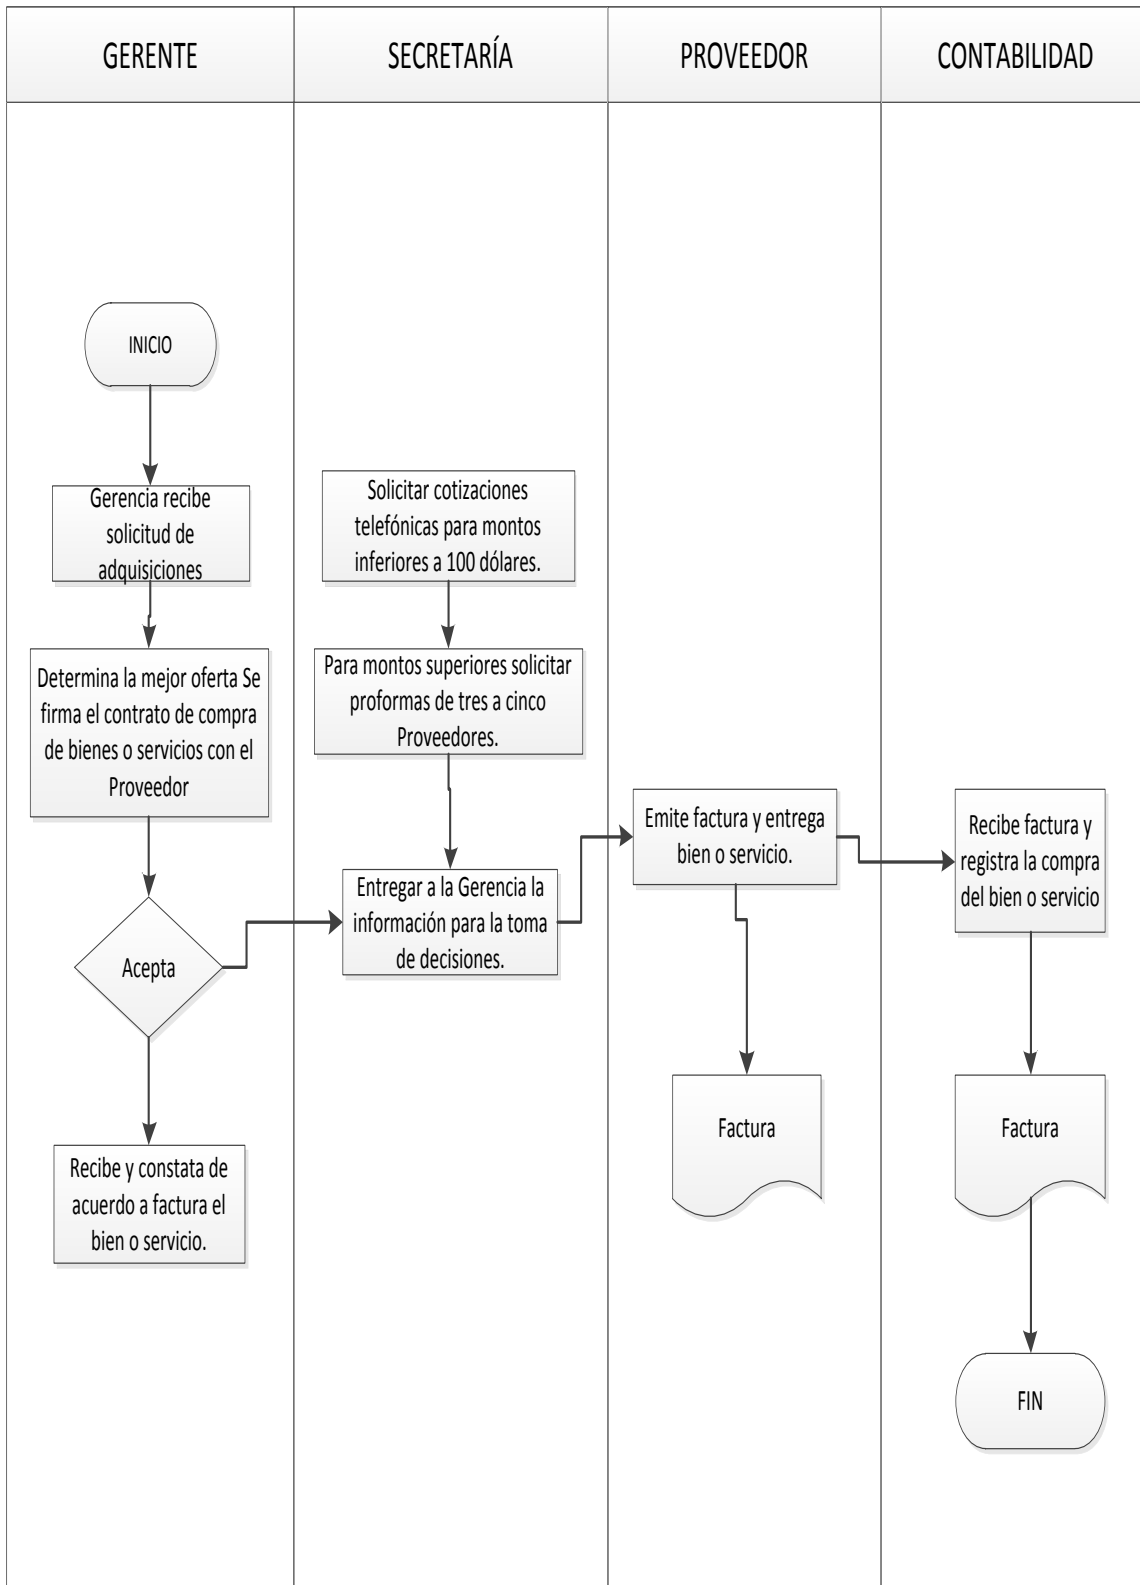 GERENTE
SECRETARÍA
PROVEEDOR
CONTABILIDAD
INICIO
Gerencia recibe
solicitud de
adquisiciones
Determina la mejor oferta Se
firma el contrato de compra
de bienes o servicios con el
Proveedor
Acepta
Recibe y constata de
acuerdo a factura el
bien o servicio.
Solicitar cotizaciones
telefónicas para montos
inferiores a 100 dólares.
Para montos superiores solicitar
proformas de tres a cinco
Proveedores.
Entregar a la Gerencia la
información para la toma
de decisiones.
Emite factura y entrega
bien o servicio.
Factura
Recibe factura y
registra la compra
del bien o servicio
Factura
FIN